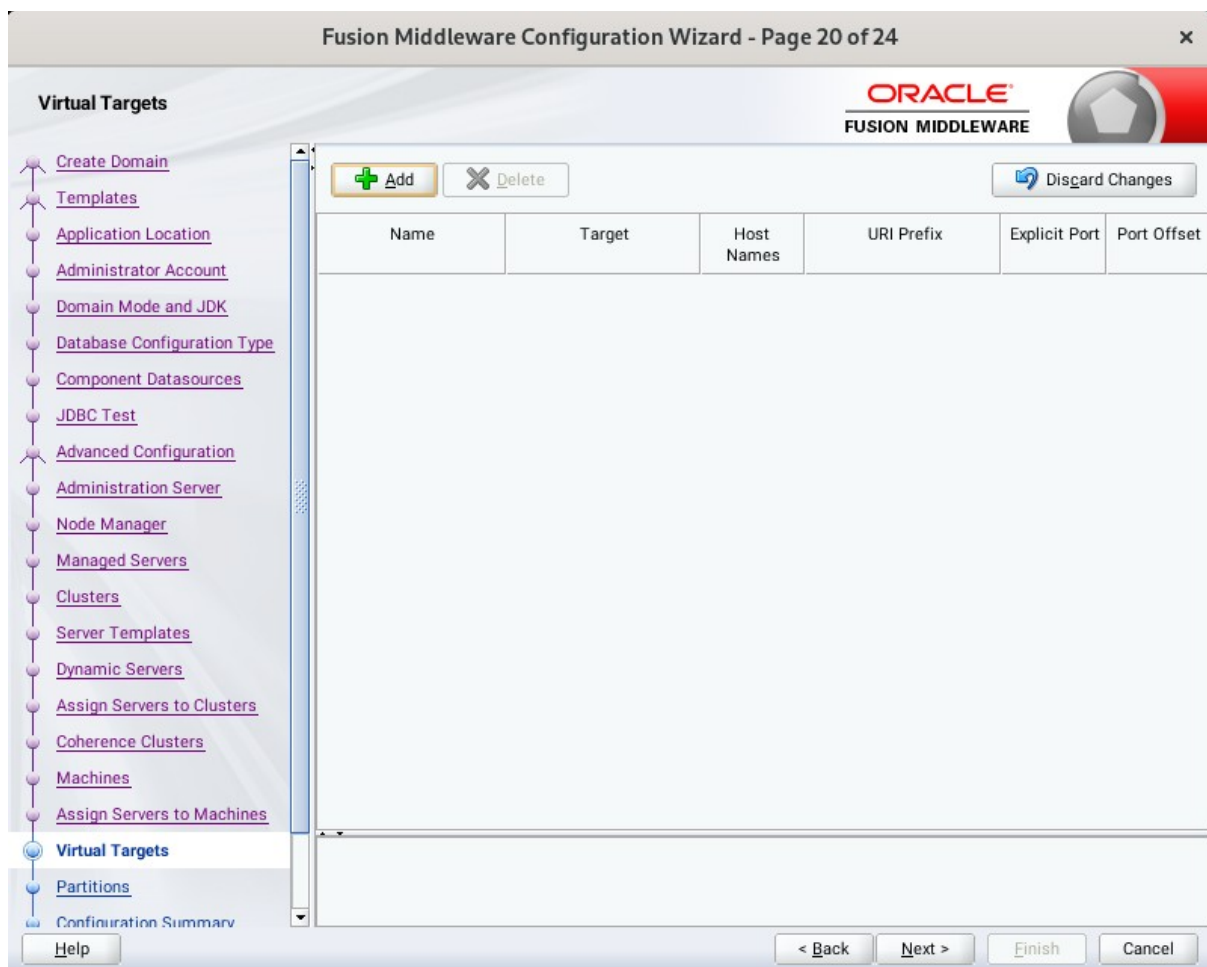 Fusion Middleware Configuration Wizard - Page 20 of 24
Virtual Targets
ORACLE
FUSION MIDDLEWARE
Create Domain
Templates
Application Location
Administrator Account
Domain Mode and JDK
Database Configuration Type
Component Datasources
JDBC Test
Advanced Configuration
Administration Server
Node Manager
Managed Servers
Clusters
Server Templates
Dynamic Servers
Assign Servers to Clusters
Coherence Clusters
Machines
Assign Servers to Machines
Virtual Targets
Partitions
Configuration Summary
Add
Delete
Discard Changes
Name
Target
Host
Names
URI Prefix
Explicit Port
Port Offset
Help
< Back
Next >
Finish
Cancel